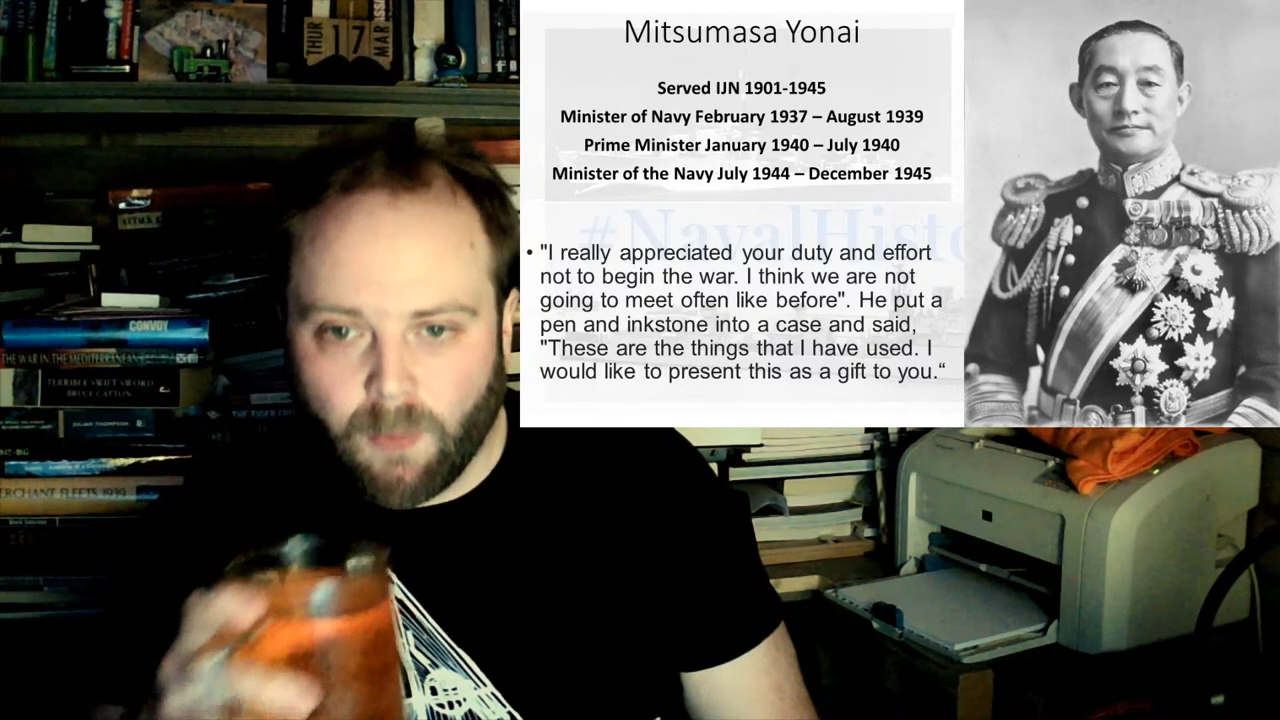 Mitsumasa Yonai
Served IJN 1901-1945
Minister of Navy February 1937 – August 1939
Prime Minister January 1940 – July 1940
Minister of the Navy July 1944 – December 1945
#NavalHisto
• "I really appreciated your duty and effort
not to begin the war. I think we are not
going to meet often like before". He put a
pen and inkstone into a case and said,
"These are the things that I have used. I
would like to present this as a gift to you.“
THUR
17
MAR
ATTACK
CONVOY
THE WAR IN THE MEDITERRANEAN
TERRIBLE SWIFT SWORD
BRUCE CATTON
JULIAN THOMPSON
MERCHANT FLEETS 1939